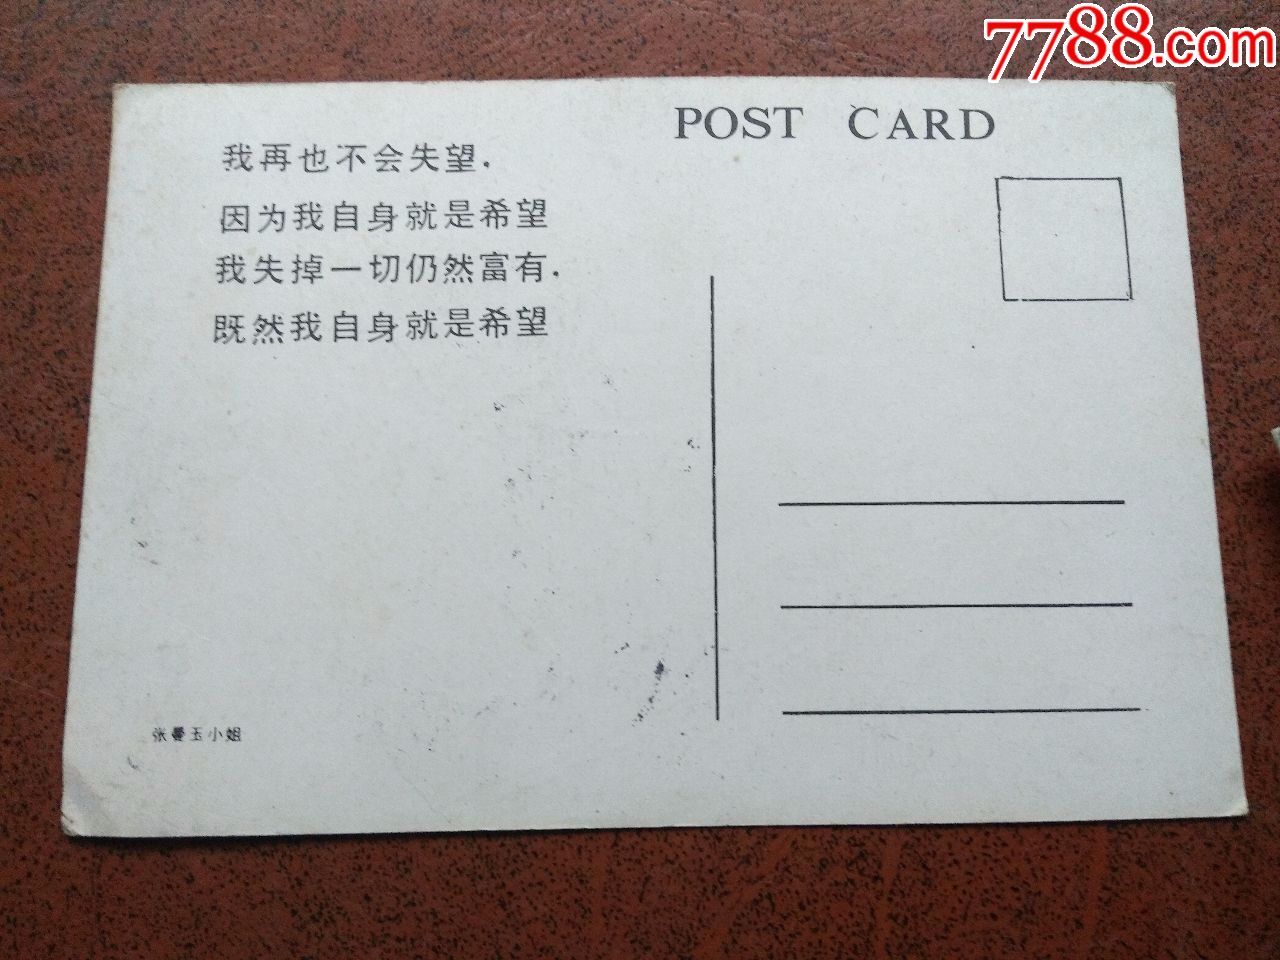 7788.com
POST CARD
我再也不会失望.
因为我自身就是希望
我失掉一切仍然富有.
既然我自身就是希望
张曼玉小姐